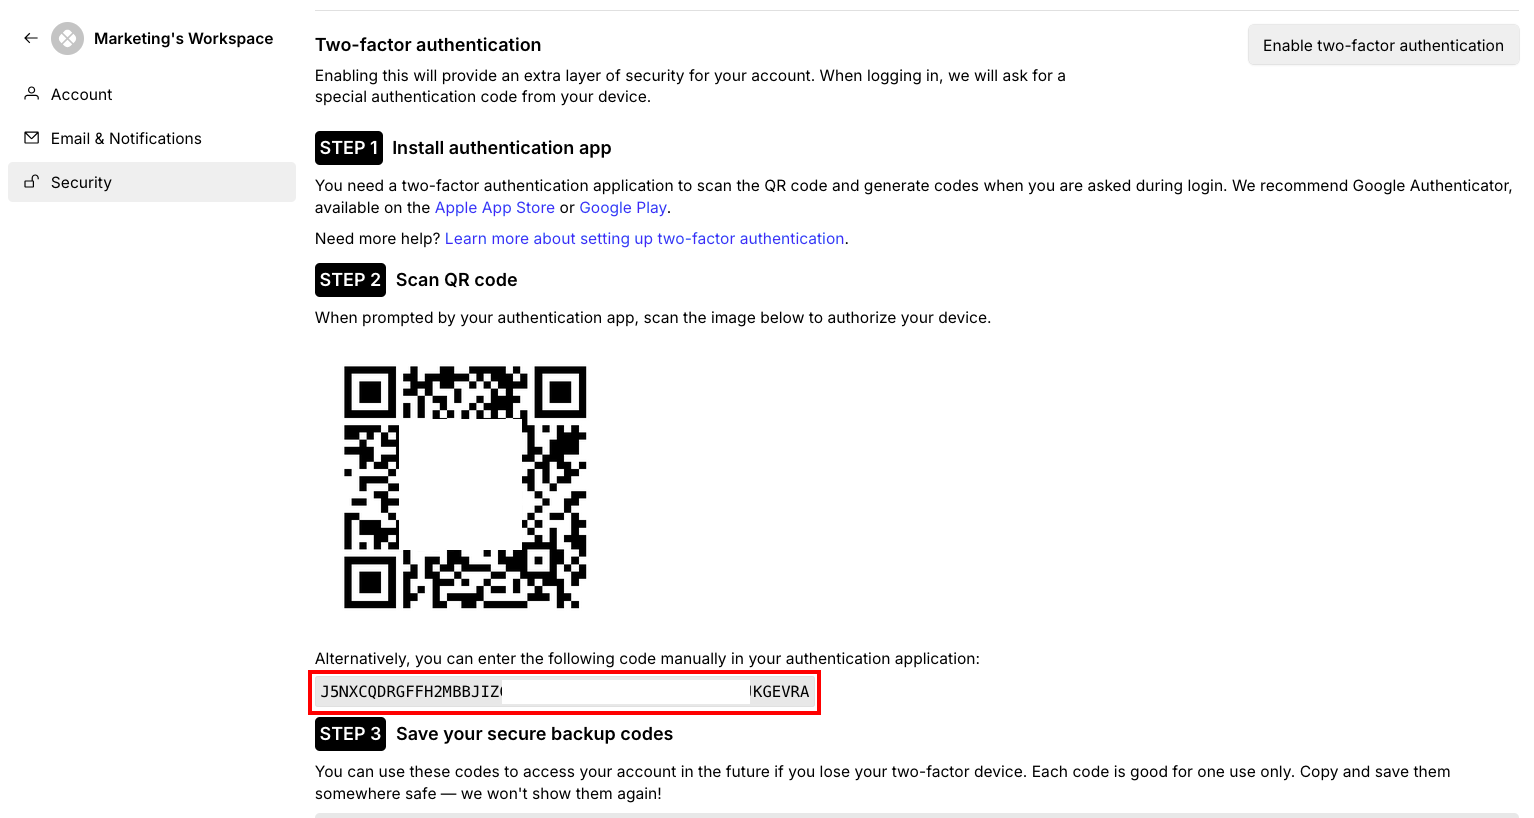 Marketing's Workspace
Account
Email & Notifications
Security
Two-factor authentication
Enable two-factor authentication
Enabling this will provide an extra layer of security for your account. When logging in, we will ask for a
special authentication code from your device.
STEP 1 Install authentication app
You need a two-factor authentication application to scan the QR code and generate codes when you are asked during login. We recommend Google Authenticator,
available on the Apple App Store or Google Play.
Need more help? Learn more about setting up two-factor authentication.
STEP 2 Scan QR code
When prompted by your authentication app, scan the image below to authorize your device.
Alternatively, you can enter the following code manually in your authentication application:
J5NXCQDRGFFH2MBBJIZ KGEVRA
STEP 3 Save your secure backup codes
You can use these codes to access your account in the future if you lose your two-factor device. Each code is good for one use only. Copy and save them
somewhere safe — we won't show them again!